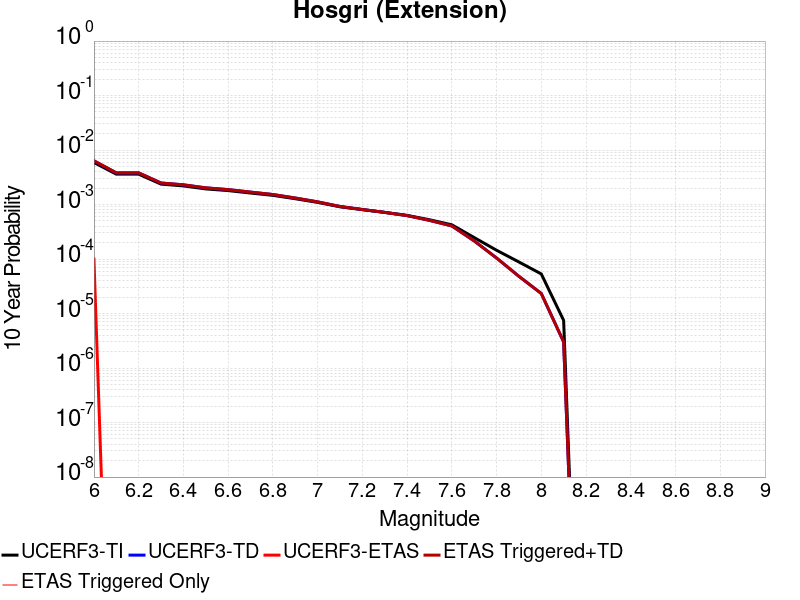 Hosgri (Extension)
10^0
10^-1
10^-2
10^-3
10^-4
10^-5
10^-6
10^-7
10^-8
10 Year Probability
6 6.2 6.4 6.6 6.8 7 7.2 7.4 7.6 7.8 8 8.2 8.4 8.6 8.8 9
Magnitude
UCERF3-TI UCERF3-TD UCERF3-ETAS ETAS Triggered+TD
ETAS Triggered Only